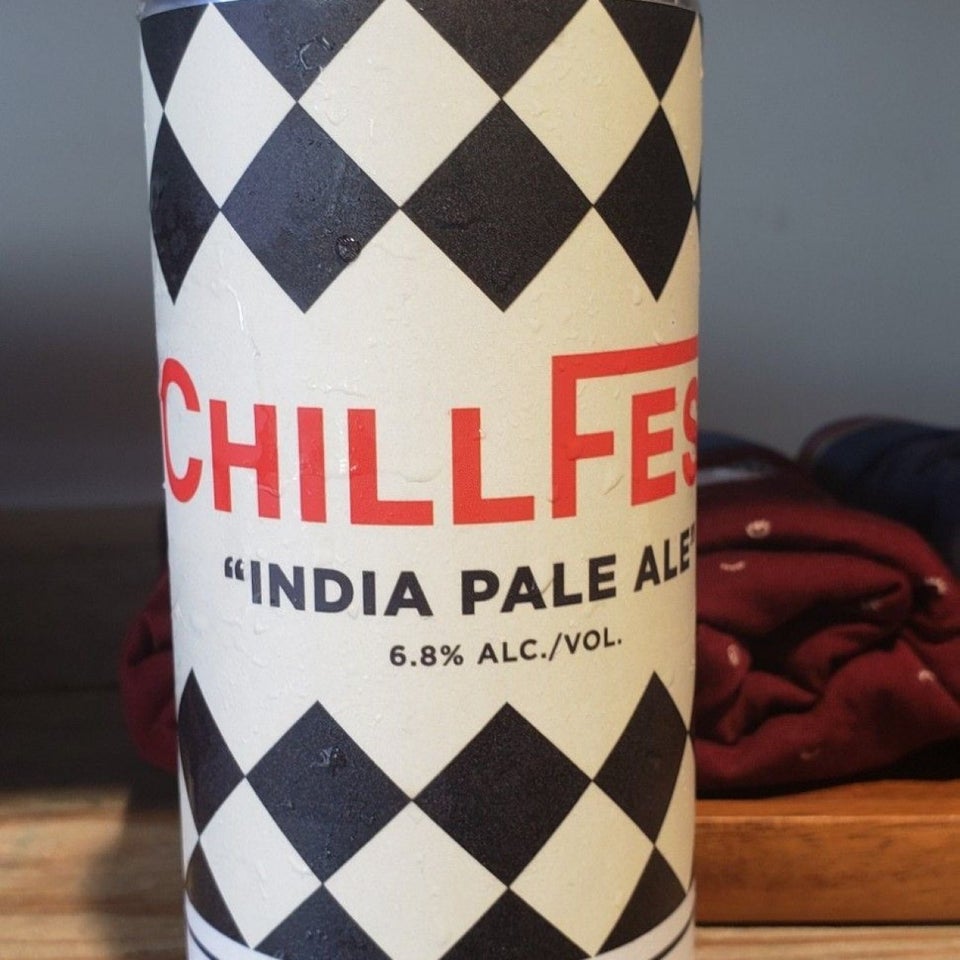 CHILLFES
"INDIA PALE ALE"
6.8% ALC./VOL.